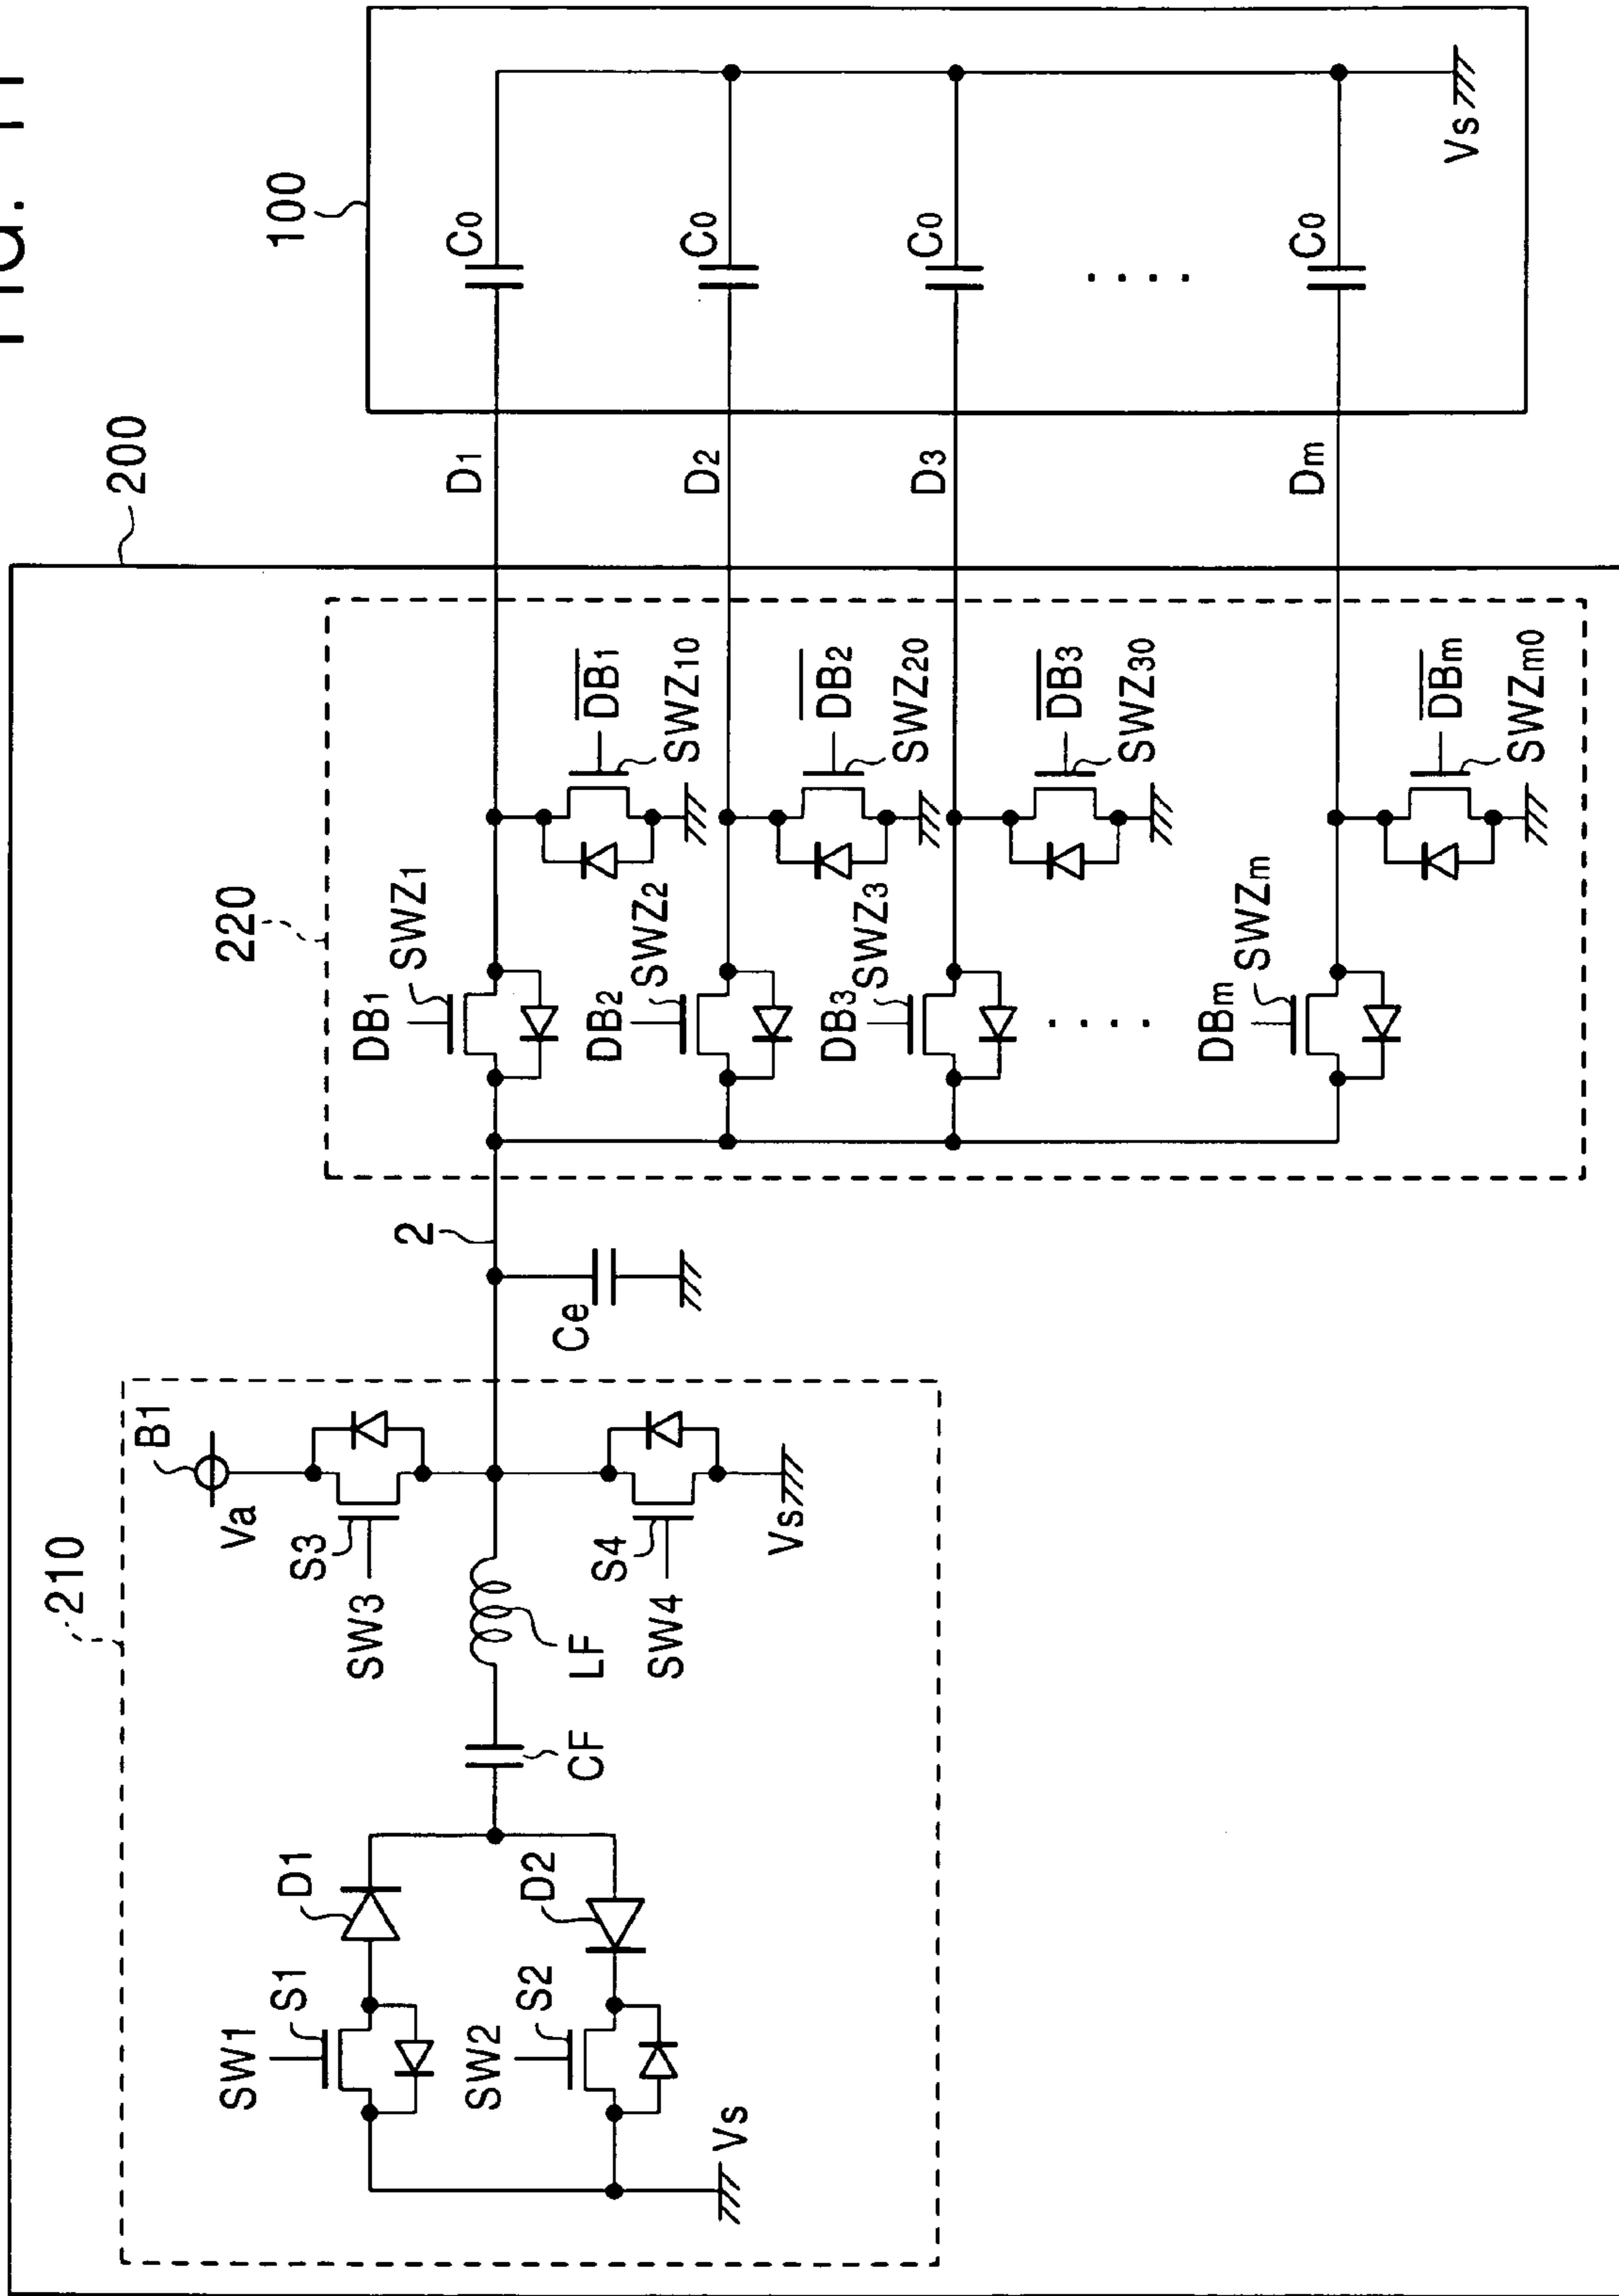 FIG. 11
100
C0
C0
C0
. . . .
C0
Vs
200
D1
D2
D3
Dm
220
DB1
SWZ1
DB1
SWZ10
DB2
SWZ2
DB2
SWZ20
DB3
SWZ3
DB3
SWZ30
. . . .
DBm
SWZm
DBm
SWZm0
2
Ce
210
B1
Va
S3
SW3
S4
SW4
Vs
LF
CF
D1
D2
S1
SW1
S2
SW2
Vs